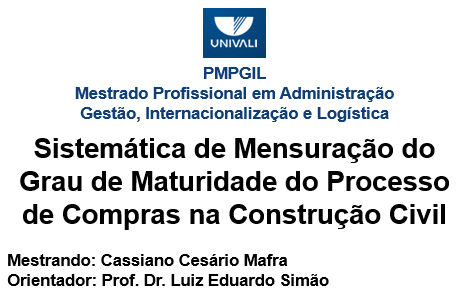 UNIVALI
PMPGIL
Mestrado Profissional em Administração
Gestão, Internacionalização e Logística
Sistemática de Mensuração do
Grau de Maturidade do Processo
de Compras na Construção Civil
Mestrando: Cassiano Cesário Mafra
Orientador: Prof. Dr. Luiz Eduardo Simão